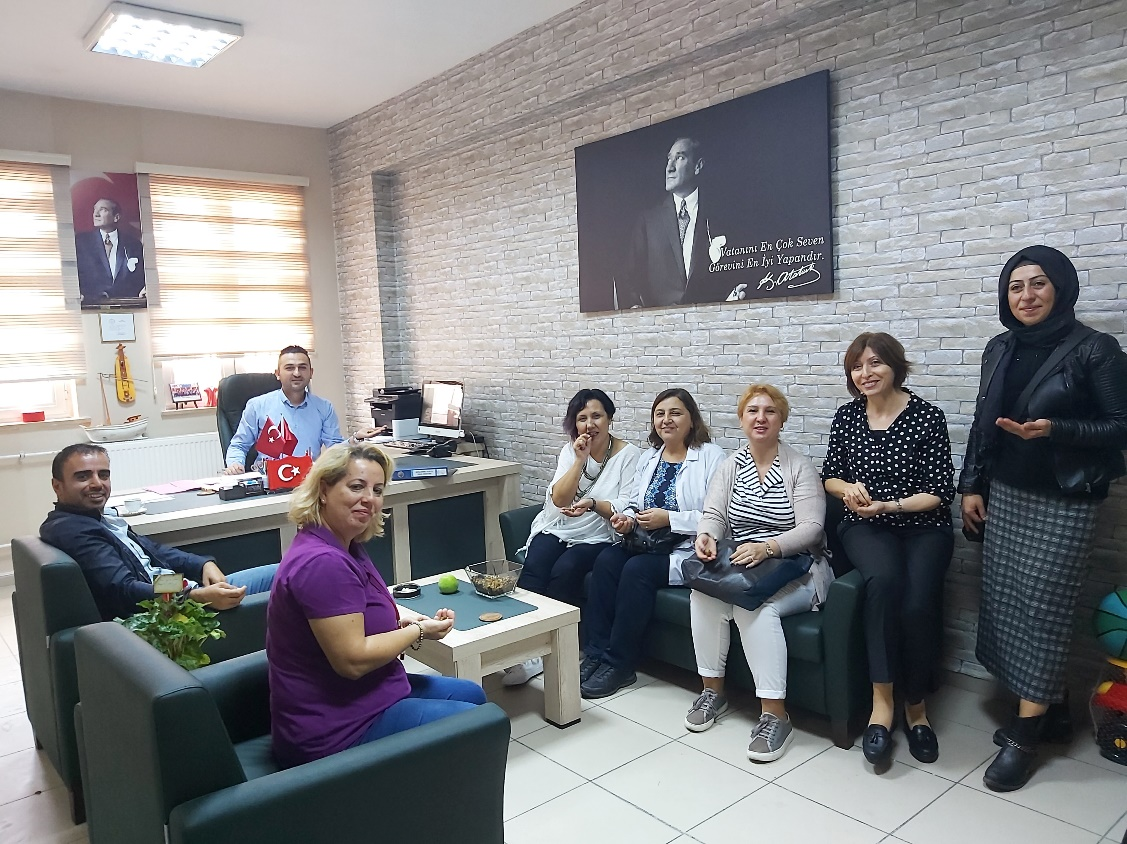 Vatanını En Çok Seven
Görevini En İyi Yapandır.
K. Atatürk